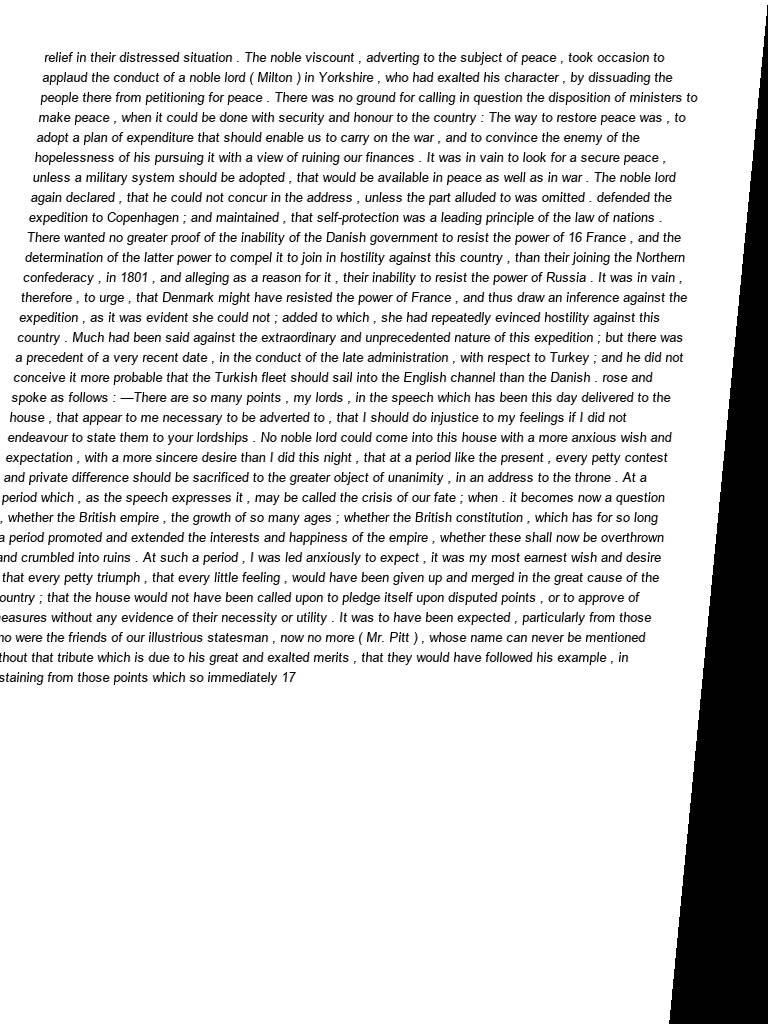 relief in their distressed situation . The noble viscount , adverting to the subject of peace , took occasion to
applaud the conduct of a noble lord ( Milton ) in Yorkshire , who had exalted his character , by dissuading the
people there from petitioning for peace . There was no ground for calling in question the disposition of ministers to
make peace , when it could be done with security and honour to the country : The way to restore peace was , to
adopt a plan of expenditure that should enable us to carry on the war , and to convince the enemy of the
hopelessness of his pursuing it with a view of ruining our finances . It was in vain to look for a secure peace ,
unless a military system should be adopted , that would be available in peace as well as in war . The noble lord
again declared , that he could not concur in the address , unless the part alluded to was omitted . defended the
expedition to Copenhagen ; and maintained , that self-protection was a leading principle of the law of nations .
There wanted no greater proof of the inability of the Danish government to resist the power of 16 France , and the
determination of the latter power to compel it to join in hostility against this country , than their joining the Northern
confederacy , in 1801 , and alleging as a reason for it , their inability to resist the power of Russia . It was in vain ,
therefore , to urge , that Denmark might have resisted the power of France , and thus draw an inference against the
expedition , as it was evident she could not ; added to which , she had repeatedly evinced hostility against this
country . Much had been said against the extraordinary and unprecedented nature of this expedition ; but there was
a precedent of a very recent date , in the conduct of the late administration , with respect to Turkey ; and he did not
conceive it more probable that the Turkish fleet should sail into the English channel than the Danish . rose and
spoke as follows : —There are so many points , my lords , in the speech which has been this day delivered to the
house , that appear to me necessary to be adverted to , that I should do injustice to my feelings if I did not
endeavour to state them to your lordships . No noble lord could come into this house with a more anxious wish and
expectation , with a more sincere desire than I did this night , that at a period like the present , every petty contest
and private difference should be sacrificed to the greater object of unanimity , in an address to the throne . At a
period which , as the speech expresses it , may be called the crisis of our fate ; when . it becomes now a question
, whether the British empire , the growth of so many ages ; whether the British constitution , which has for so long
a period promoted and extended the interests and happiness of the empire , whether these shall now be overthrown
and crumbled into ruins . At such a period , I was led anxiously to expect , it was my most earnest wish and desire
that every petty triumph , that every little feeling , would have been given up and merged in the great cause of the
ountry ; that the house would not have been called upon to pledge itself upon disputed points , or to approve of
easures without any evidence of their necessity or utility . It was to have been expected , particularly from those
ho were the friends of our illustrious statesman , now no more ( Mr. Pitt ) , whose name can never be mentioned
thout that tribute which is due to his great and exalted merits , that they would have followed his example , in
staining from those points which so immediately 17